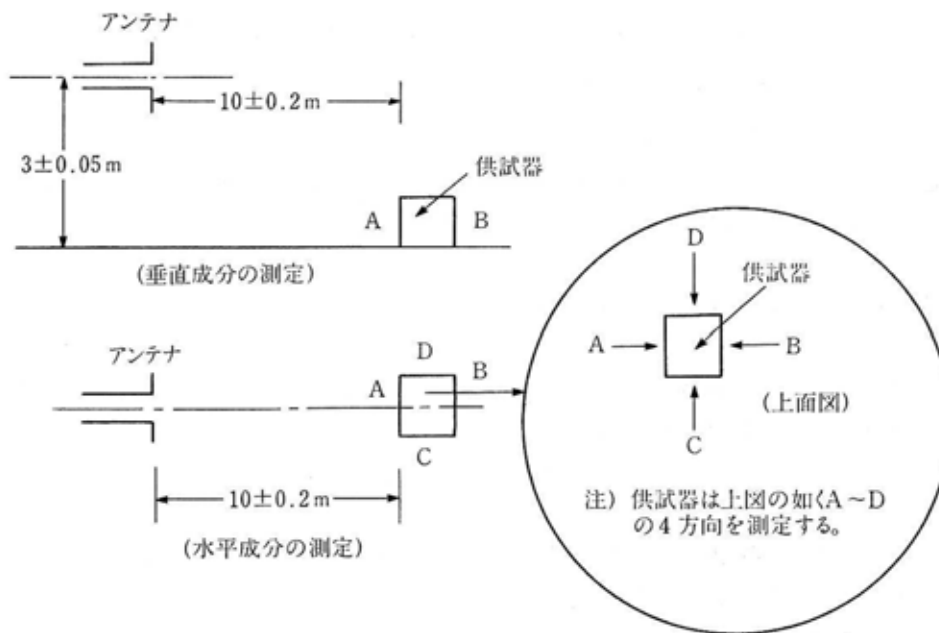 アンテナ
10±0.2m
3±0.05m
供試器
A
B
(垂直成分の測定)
アンテナ
D
A
B
C
10±0.2m
(水平成分の測定)
D
供試器
A
B
(上面図)
C
注) 供試器は上図の如くA～D
の4方向を測定する。